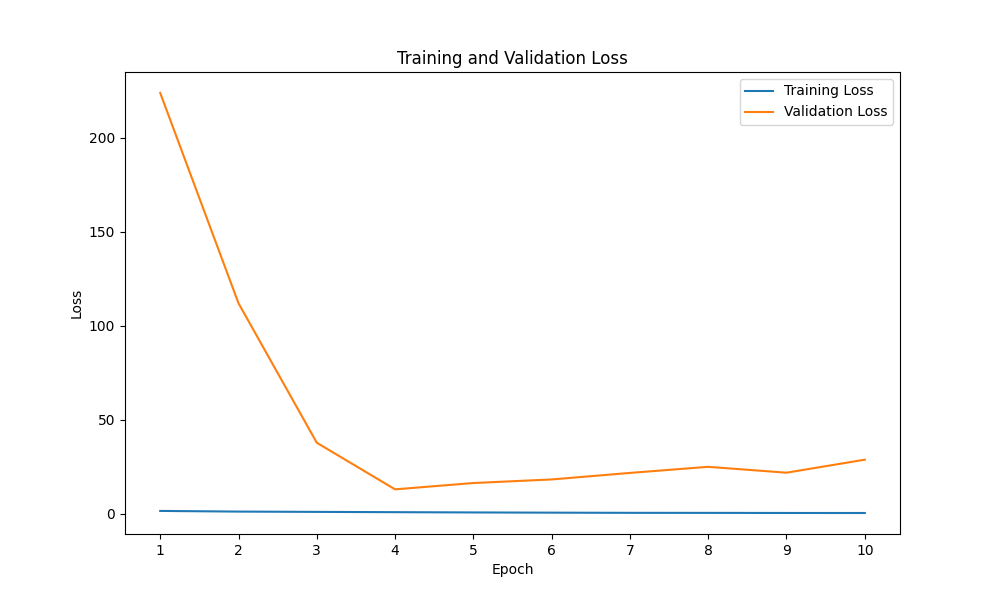 Training and Validation Loss
Training Loss
Validation Loss
200
150
100
50
0
Loss
1 2 3 4 5 6 7 8 9 10
Epoch